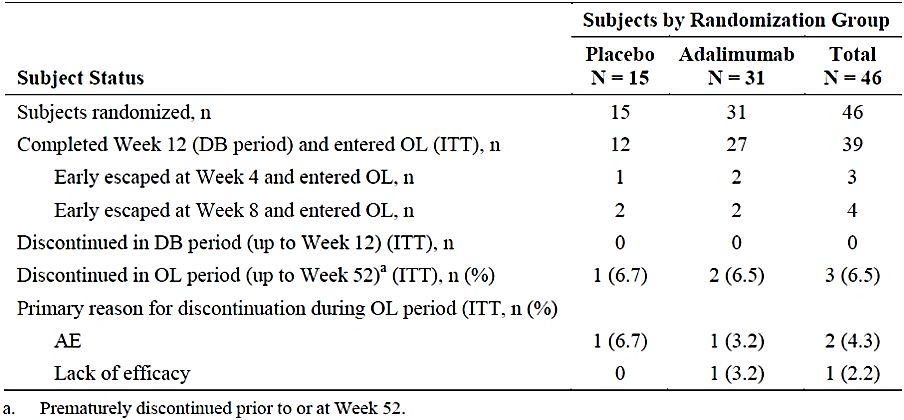 Subjects by Randomization Group
Placebo Adalimumab Total
Subject Status N = 15 N = 31 N = 46
Subjects randomized, n 15 31 46
Completed Week 12 (DB period) and entered OL (ITT), n 12 27 39
Early escaped at Week 4 and entered OL, n 1 2 3
Early escaped at Week 8 and entered OL, n 2 2 4
Discontinued in DB period (up to Week 12) (ITT), n 0 0 0
Discontinued in OL period (up to Week 52)a (ITT), n (%) 1 (6.7) 2 (6.5) 3 (6.5)
Primary reason for discontinuation during OL period (ITT, n (%)
AE 1 (6.7) 1 (3.2) 2 (4.3)
Lack of efficacy 0 1 (3.2) 1 (2.2)
a. Prematurely discontinued prior to or at Week 52.